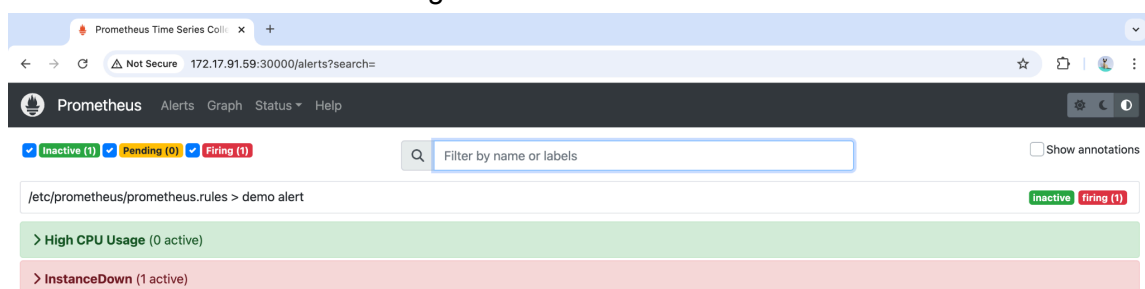 Prometheus Time Series Colle
Not Secure 172.17.91.59:30000/alerts?search=
Prometheus Alerts Graph Status Help
Inactive (1) Pending (0) Firing (1) Filter by name or labels Show annotations
/etc/prometheus/prometheus.rules > demo alert inactive firing (1)
High CPU Usage (0 active)
InstanceDown (1 active)